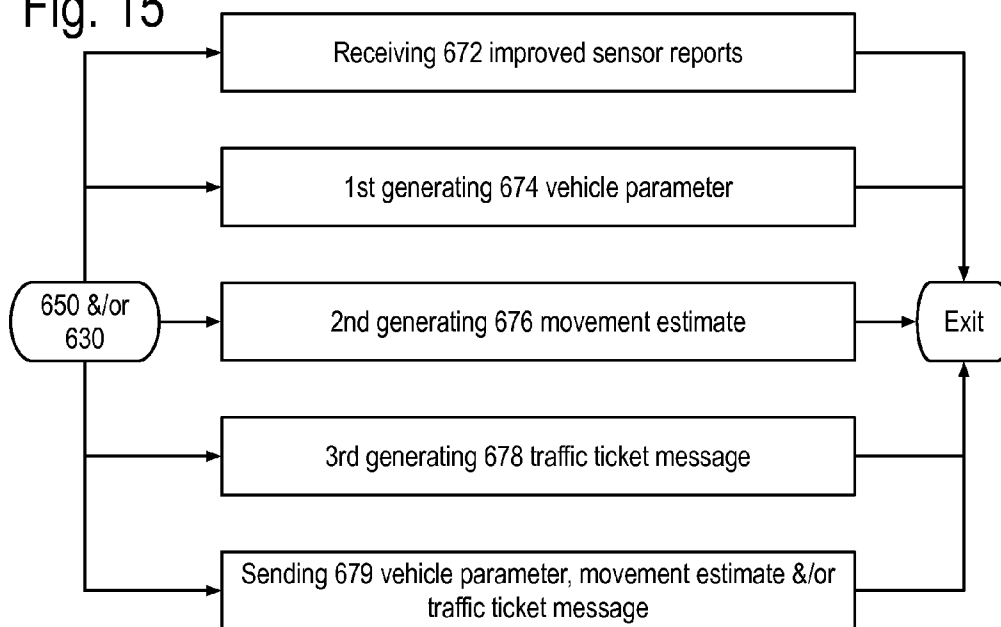 Fig. 15
Receiving 672 improved sensor reports
1st generating 674 vehicle parameter
650 &/or
630
2nd generating 676 movement estimate
Exit
3rd generating 678 traffic ticket message
Sending 679 vehicle parameter, movement estimate &/or
traffic ticket message